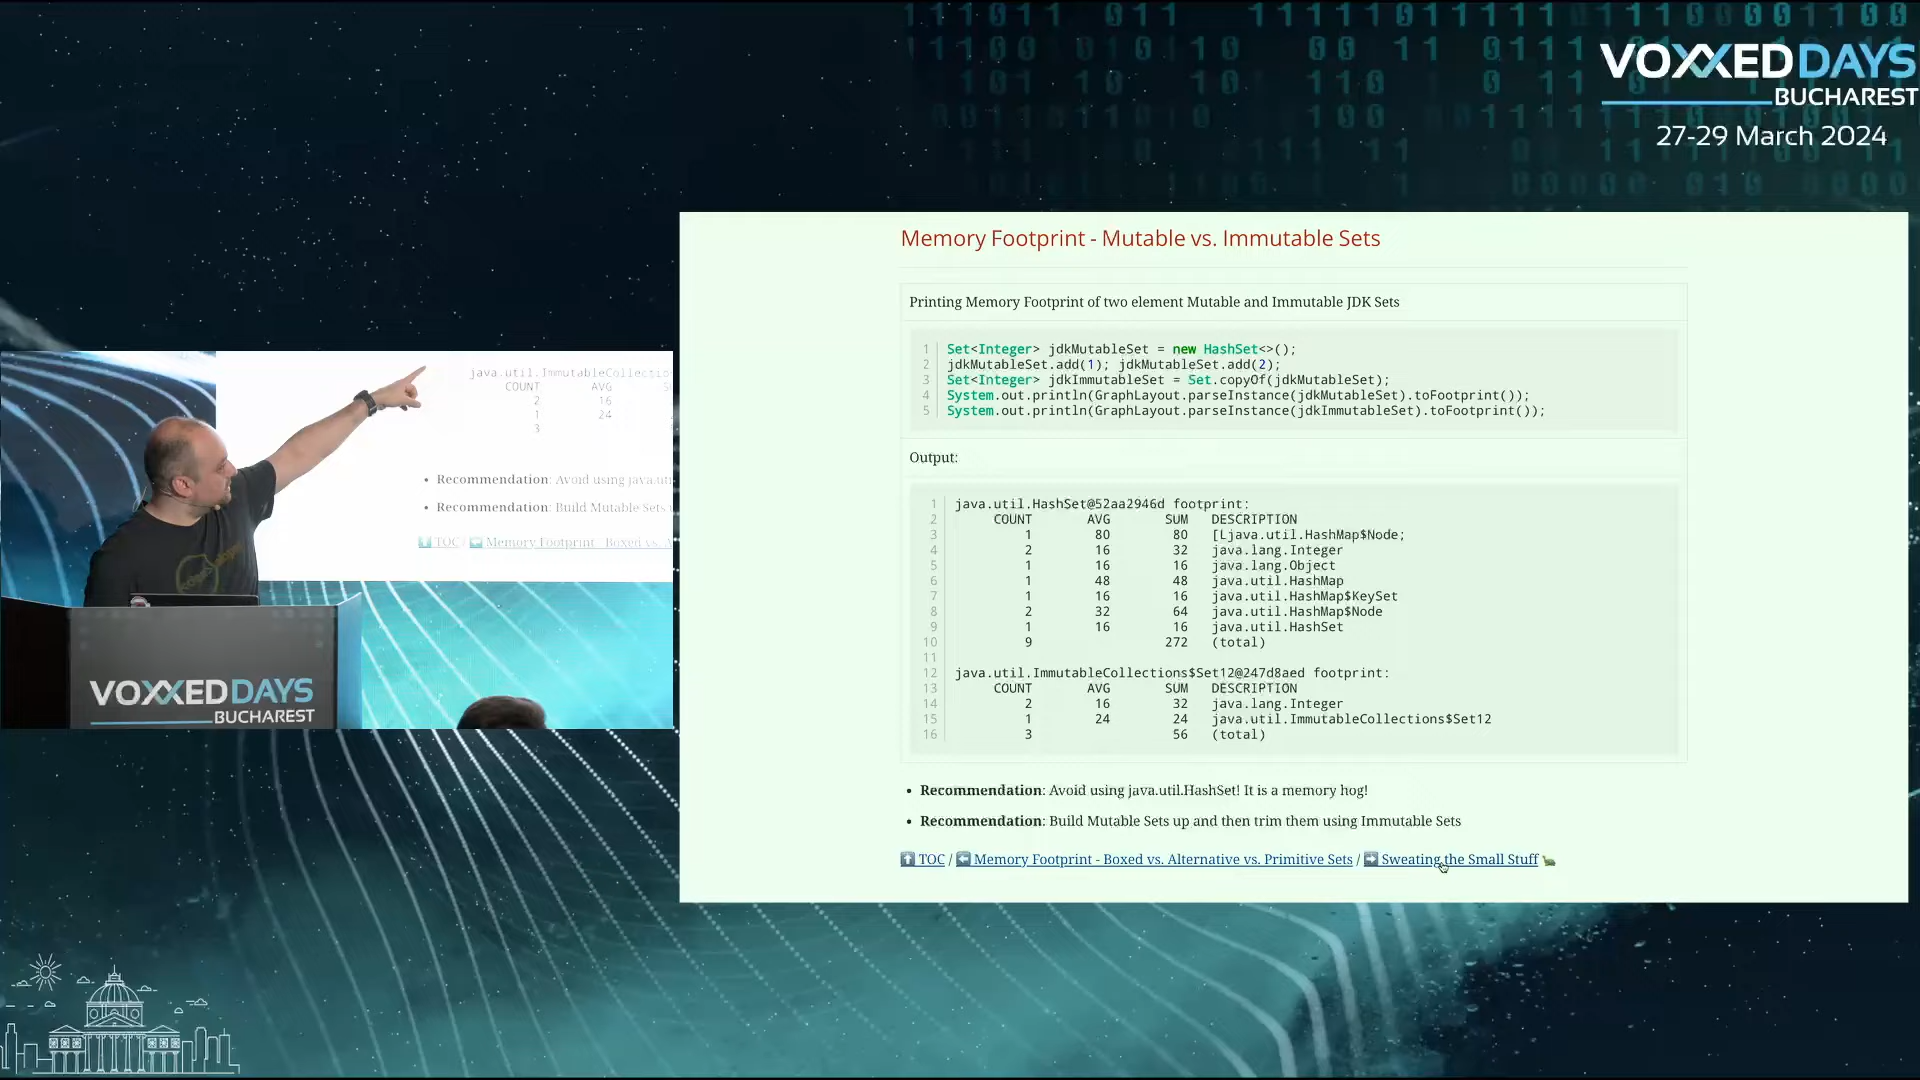 VOXXED DAYS
BUCHAREST
27-29 March 2024
Memory Footprint - Mutable vs. Immutable Sets
Printing Memory Footprint of two element Mutable and Immutable JDK Sets
1 Set<Integer> jdkMutableSet = new HashSet<>();
2 jdkMutableSet.add(1); jdkMutableSet.add(2);
3 Set<Integer> jdkImmutableSet = Set.copyOf(jdkMutableSet);
4 System.out.println(GraphLayout.parseInstance(jdkMutableSet).toFootprint());
5 System.out.println(GraphLayout.parseInstance(jdkImmutableSet).toFootprint());
Output:
1 java.util.HashSet@52aa2946d footprint:
2 COUNT AVG SUM DESCRIPTION
3 1 80 80 [Ljava.util.HashMap$Node;
4 2 16 32 java.lang.Integer
5 1 16 16 java.lang.Object
6 1 48 48 java.util.HashMap
7 1 16 16 java.util.HashMap$KeySet
8 2 32 64 java.util.HashMap$Node
9 1 16 16 java.util.HashSet
10 9 272 (total)
11
12 java.util.ImmutableCollections$Set12@247d8aed footprint:
13 COUNT AVG SUM DESCRIPTION
14 2 16 32 java.lang.Integer
15 1 24 24 java.util.ImmutableCollections$Set12
16 3 56 (total)
• Recommendation: Avoid using java.util.HashSet! It is a memory hog!
• Recommendation: Build Mutable Sets up and then trim them using Immutable Sets
TOC / Memory Footprint - Boxed vs. Alternative vs. Primitive Sets / Sweating the Small Stuff
java.util.ImmutableCollectio
COUNT AVG
2 16
1 24
3
• Recommendation: Avoid using java.uti
• Recommendation: Build Mutable Sets
TOC / Memory Footprint - Boxed vs. A
VOXXED DAYS
BUCHAREST